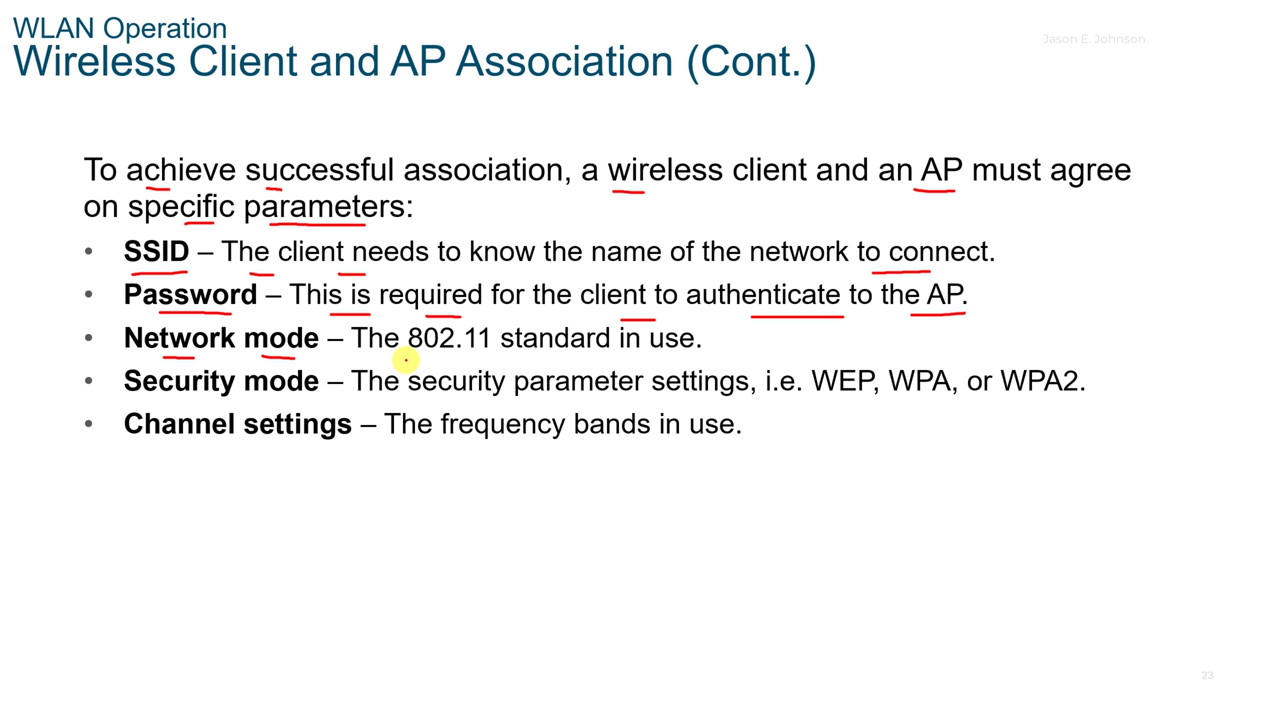 WLAN Operation
Wireless Client and AP Association (Cont.)
Jason E. Johnson
To achieve successful association, a wireless client and an AP must agree
on specific parameters:
• SSID – The client needs to know the name of the network to connect.
• Password – This is required for the client to authenticate to the AP.
• Network mode – The 802.11 standard in use.
• Security mode – The security parameter settings, i.e. WEP, WPA, or WPA2.
• Channel settings – The frequency bands in use.
23